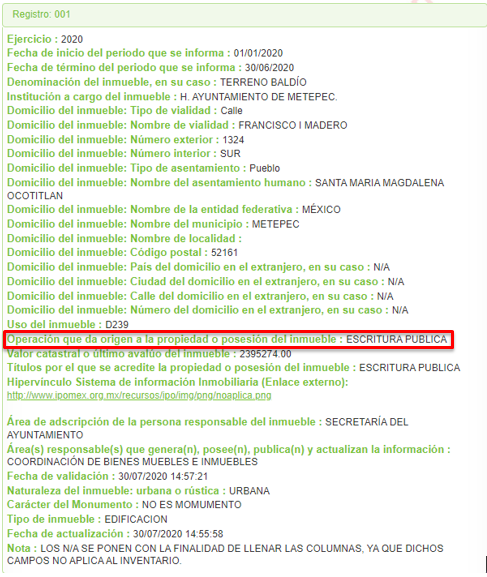 Registro: 001
Ejercicio : 2020
Fecha de inicio del periodo que se informa : 01/01/2020
Fecha de término del periodo que se informa : 30/06/2020
Denominación del inmueble, en su caso : TERRENO BALDÍO
Institución a cargo del inmueble : H. AYUNTAMIENTO DE METEPEC.
Domicilio del inmueble: Tipo de vialidad : Calle
Domicilio del inmueble: Nombre de vialidad : FRANCISCO I MADERO
Domicilio del inmueble: Número exterior : 1324
Domicilio del inmueble: Número interior : SUR
Domicilio del inmueble: Tipo de asentamiento : Pueblo
Domicilio del inmueble: Nombre del asentamiento humano : SANTA MARIA MAGDALENA
OCOTITLAN
Domicilio del inmueble: Nombre de la entidad federativa : MÉXICO
Domicilio del inmueble: Nombre del municipio : METEPEC
Domicilio del inmueble: Nombre de localidad :
Domicilio del inmueble: Código postal : 52161
Domicilio del inmueble: País del domicilio en el extranjero, en su caso : N/A
Domicilio del inmueble: Ciudad del domicilio en el extranjero, en su caso : N/A
Domicilio del inmueble: Calle del domicilio en el extranjero, en su caso : N/A
Domicilio del inmueble: Número del domicilio en el extranjero, en su caso : N/A
Uso del inmueble : D239
Operación que da origen a la propiedad o posesión del inmueble : ESCRITURA PUBLICA
Valor catastral o último avalúo del inmueble : 2395274.00
Títulos por el que se acredite la propiedad o posesión del inmueble : ESCRITURA PUBLICA
Hipervínculo Sistema de información Inmobiliaria (Enlace externo):
http://www.ipomex.org.mx/recursos/ipo/img/png/noaplica.png
Área de adscripción de la persona responsable del inmueble : SECRETARÍA DEL
AYUNTAMIENTO
Área(s) responsable(s) que genera(n), posee(n), publica(n) y actualizan la información :
COORDINACIÓN DE BIENES MUEBLES E INMUEBLES
Fecha de validación : 30/07/2020 14:57:21
Naturaleza del inmueble: urbana o rústica : URBANA
Carácter del Monumento : NO ES MOMUMENTO
Tipo de inmueble : EDIFICACION
Fecha de actualización : 30/07/2020 14:55:58
Nota : LOS N/A SE PONEN CON LA FINALIDAD DE LLENAR LAS COLUMNAS, YA QUE DICHOS
CAMPOS NO APLICA AL INVENTARIO.